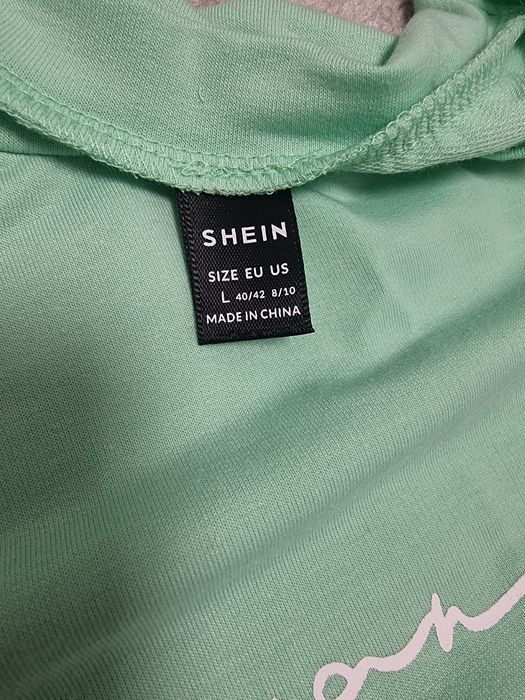 SHEIN
SIZE EU US
L 40/42 8/10
MADE IN CHINA